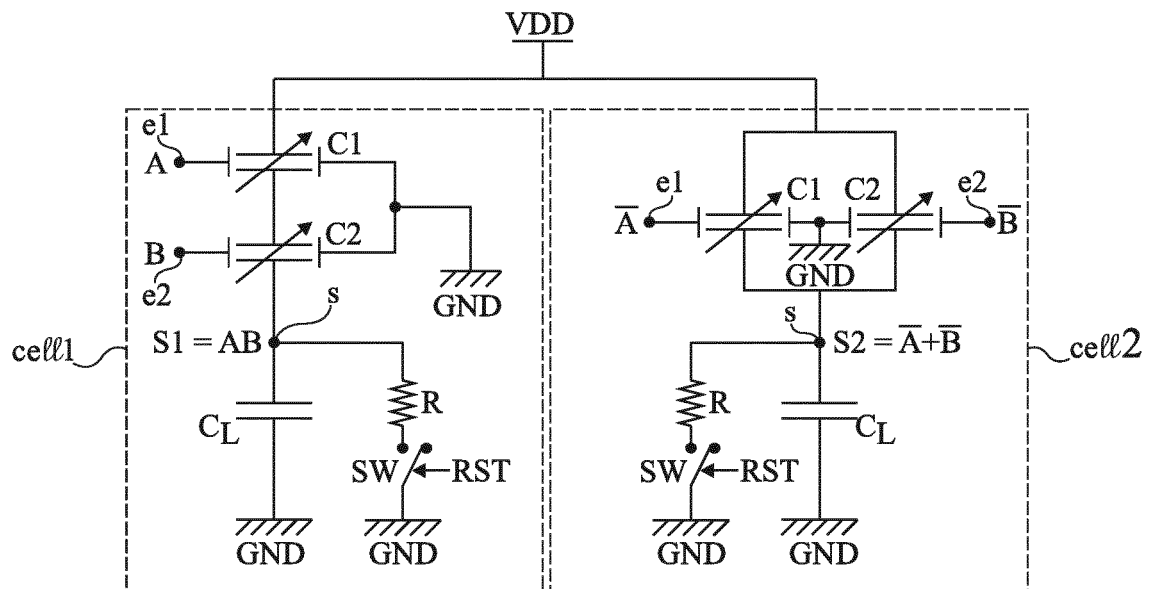 VDD
e1
A
C1
B
C2
e2
GND
s
S1 = AB
cell1
R
C_L
SW
RST
GND
GND
e1
A̅
C1
C2
e2
B̅
GND
s
S2 = A̅+B̅
cell2
R
C_L
SW
RST
GND
GND